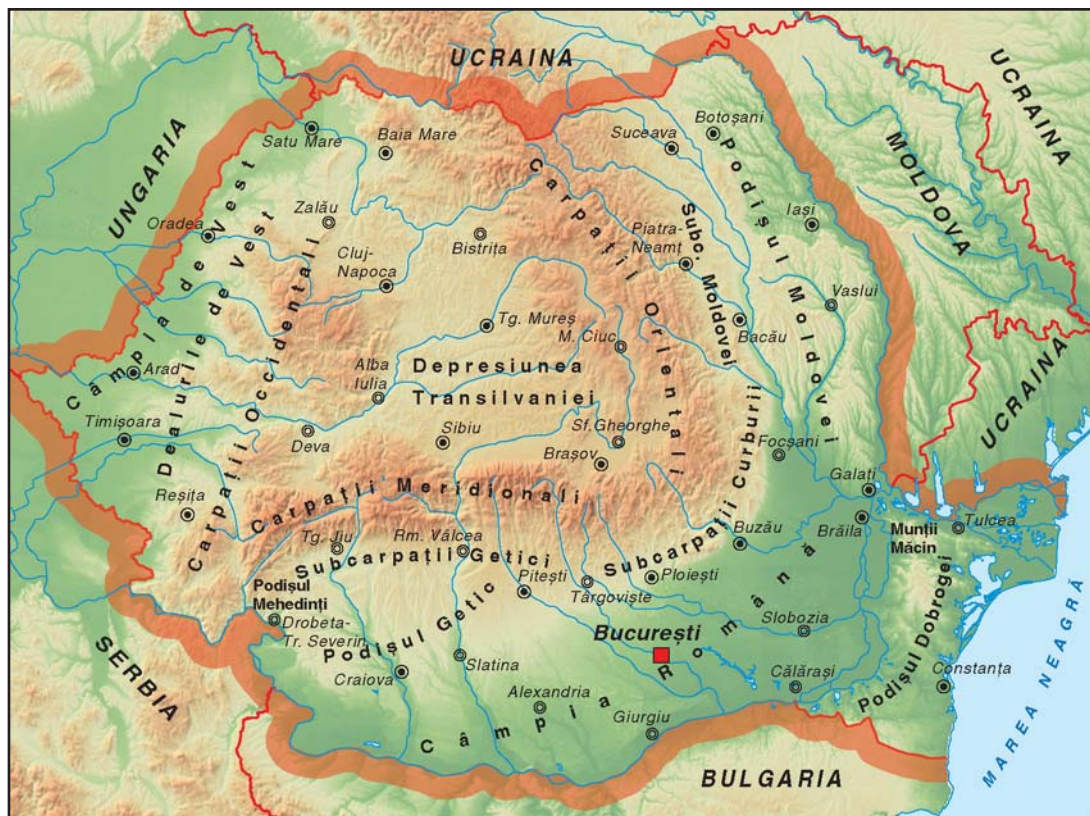 UCRAINA
UCRAINA
UNGARIA
MOLDOVA
Satu Mare
Baia Mare
Suceava
Botoșani
Podișul Moldovei
Câmpia de Vest
Dealurile de Vest
Carpații Occidentali
Oradea
Zalău
Cluj-
Napoca
Bistrița
Carpații Orientali
Piatra-
Neamț
Subc. Moldovei
Iași
Vaslui
Bacău
Tg. Mureș
M. Ciuc
Arad
Alba
Iulia
Depresiunea
Transilvaniei
UCRAINA
Timișoara
Deva
Sibiu
Sf.Gheorghe
Brașov
Focșani
Galați
Reșița
Carpații Meridionali
Subcarpații Curburii
Brăila
Munții
Măcin
Tulcea
Tg. Jiu
Rm. Vâlcea
Subcarpații Getici
Buzău
Pitești
Ploiești
Târgoviște
Podișul
Mehedinți
Drobeta-
Tr. Severin
Podișul Getic
București
Slobozia
Podișul Dobrogei
SERBIA
Craiova
Slatina
Alexandria
Călărași
Constanța
Giurgiu
Câmpia Română
BULGARIA
MAREA NEAGRĂ